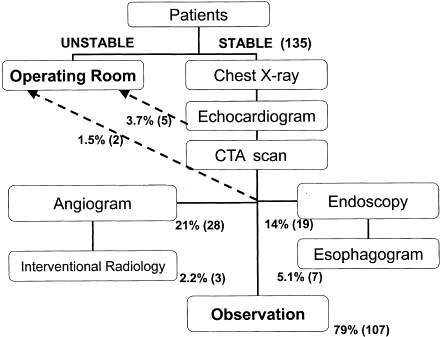 Patients
UNSTABLE STABLE (135)
Operating Room Chest X-ray
3.7% (5) Echocardiogram
1.5% (2)
CTA scan
Angiogram Endoscopy
21% (28) 14% (19)
Esophagogram
Interventional Radiology 2.2% (3) 5.1% (7)
Observation
79% (107)